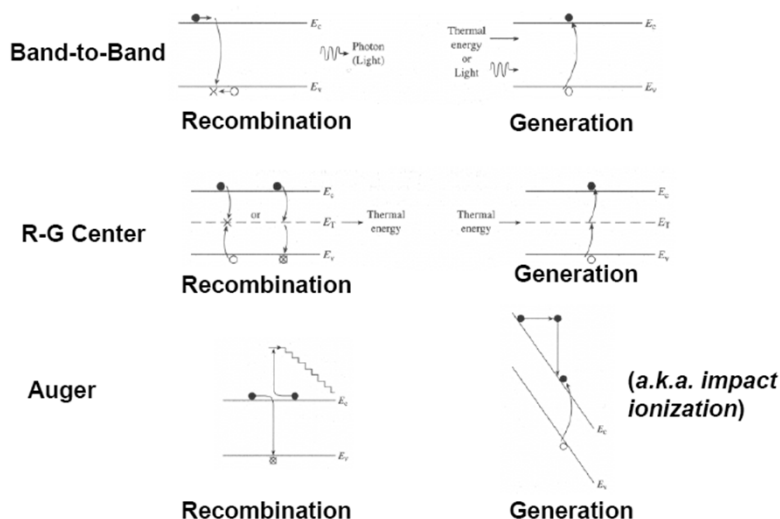 Band-to-Band
Ec
Photon
(Light)
Ev
Recombination
Thermal
energy
or
Light
Ec
Ev
Generation
R-G Center
Ec
or
ET
Thermal
energy
Ev
Recombination
Thermal
energy
Ec
ET
Ev
Generation
Auger
Ec
Ev
Recombination
Ec
Ev
(a.k.a. impact
ionization)
Generation